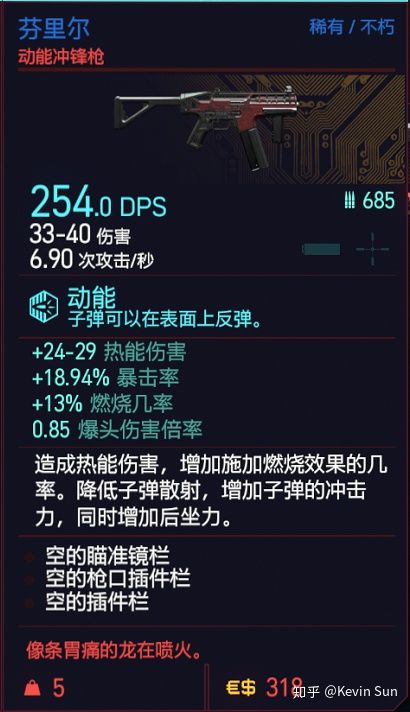 芬里尔
稀有 / 不朽
动能冲锋枪
254.0 DPS
685
33-40 伤害
6.90 次攻击/秒
动能
子弹可以在表面上反弹。
+24-29 热能伤害
+18.94% 暴击率
+13% 燃烧几率
0.85 爆头伤害倍率
造成热能伤害，增加施加燃烧效果的几
率。降低子弹散射，增加子弹的冲击
力，同时增加后坐力。
空的瞄准镜栏
空的枪口插件栏
空的插件栏
像条胃痛的龙在喷火。
5
€$ 318
知乎 @Kevin Sun